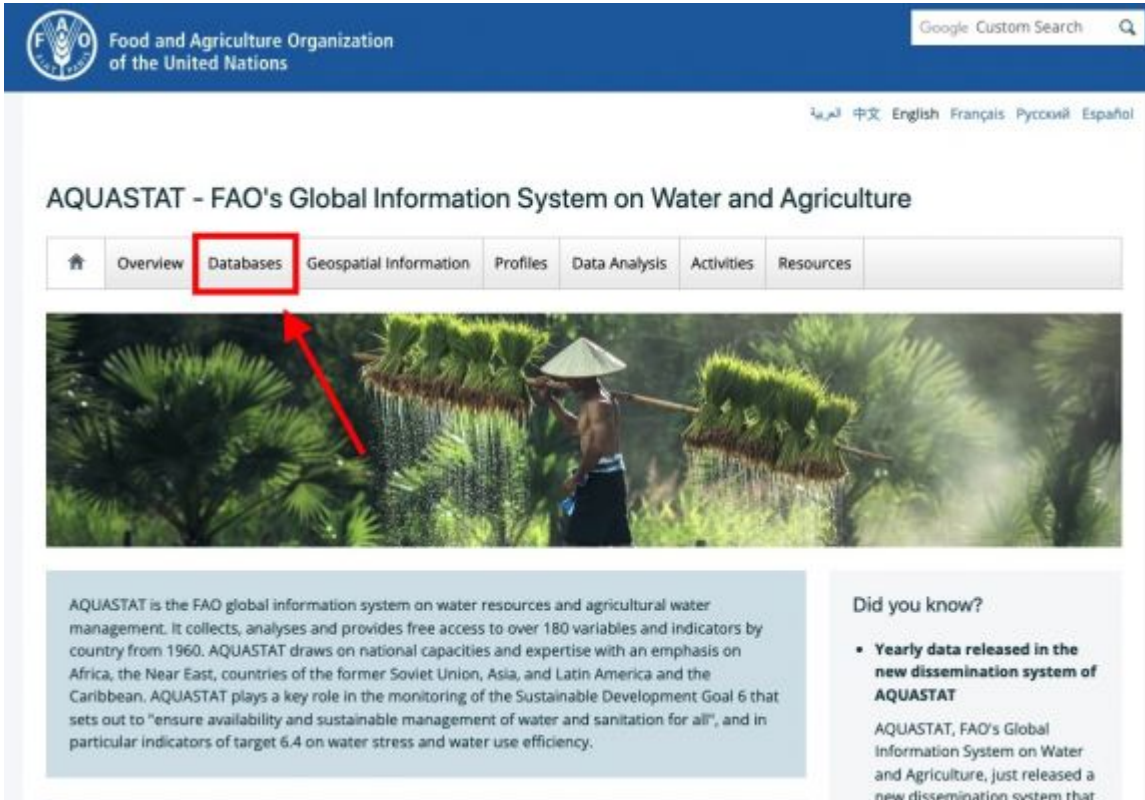 Food and Agriculture Organization
of the United Nations
Google Custom Search
العربية 中文 English Français Русский Español
AQUASTAT - FAO's Global Information System on Water and Agriculture
Overview Databases Geospatial Information Profiles Data Analysis Activities Resources
AQUASTAT is the FAO global information system on water resources and agricultural water
management. It collects, analyses and provides free access to over 180 variables and indicators by
country from 1960. AQUASTAT draws on national capacities and expertise with an emphasis on
Africa, the Near East, countries of the former Soviet Union, Asia, and Latin America and the
Caribbean. AQUASTAT plays a key role in the monitoring of the Sustainable Development Goal 6 that
sets out to "ensure availability and sustainable management of water and sanitation for all", and in
particular indicators of target 6.4 on water stress and water use efficiency.
Did you know?
• Yearly data released in the
new dissemination system of
AQUASTAT
AQUASTAT, FAO's Global
Information System on Water
and Agriculture, just released a
new dissemination system that